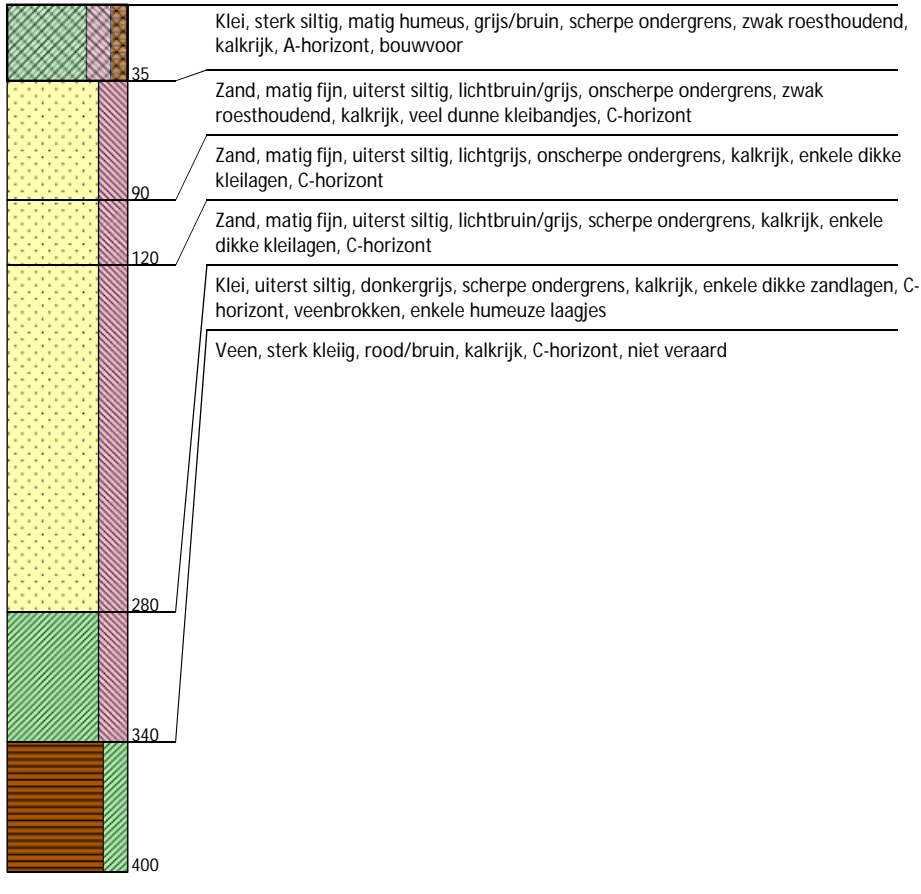 Klei, sterk siltig, matig humeus, grijs/bruin, scherpe ondergrens, zwak roesthoudend,
kalkrijk, A-horizont, bouwvoor
35
Zand, matig fijn, uiterst siltig, lichtbruin/grijs, onscherpe ondergrens, zwak
roesthoudend, kalkrijk, veel dunne kleibandjes, C-horizont
Zand, matig fijn, uiterst siltig, lichtgrijs, onscherpe ondergrens, kalkrijk, enkele dikke
kleilagen, C-horizont
90
Zand, matig fijn, uiterst siltig, lichtbruin/grijs, scherpe ondergrens, kalkrijk, enkele
dikke kleilagen, C-horizont
120
Klei, uiterst siltig, donkergrijs, scherpe ondergrens, kalkrijk, enkele dikke zandlagen, C-
horizont, veenbrokken, enkele humeuze laagjes
Veen, sterk kleiig, rood/bruin, kalkrijk, C-horizont, niet veraard
280
340
400